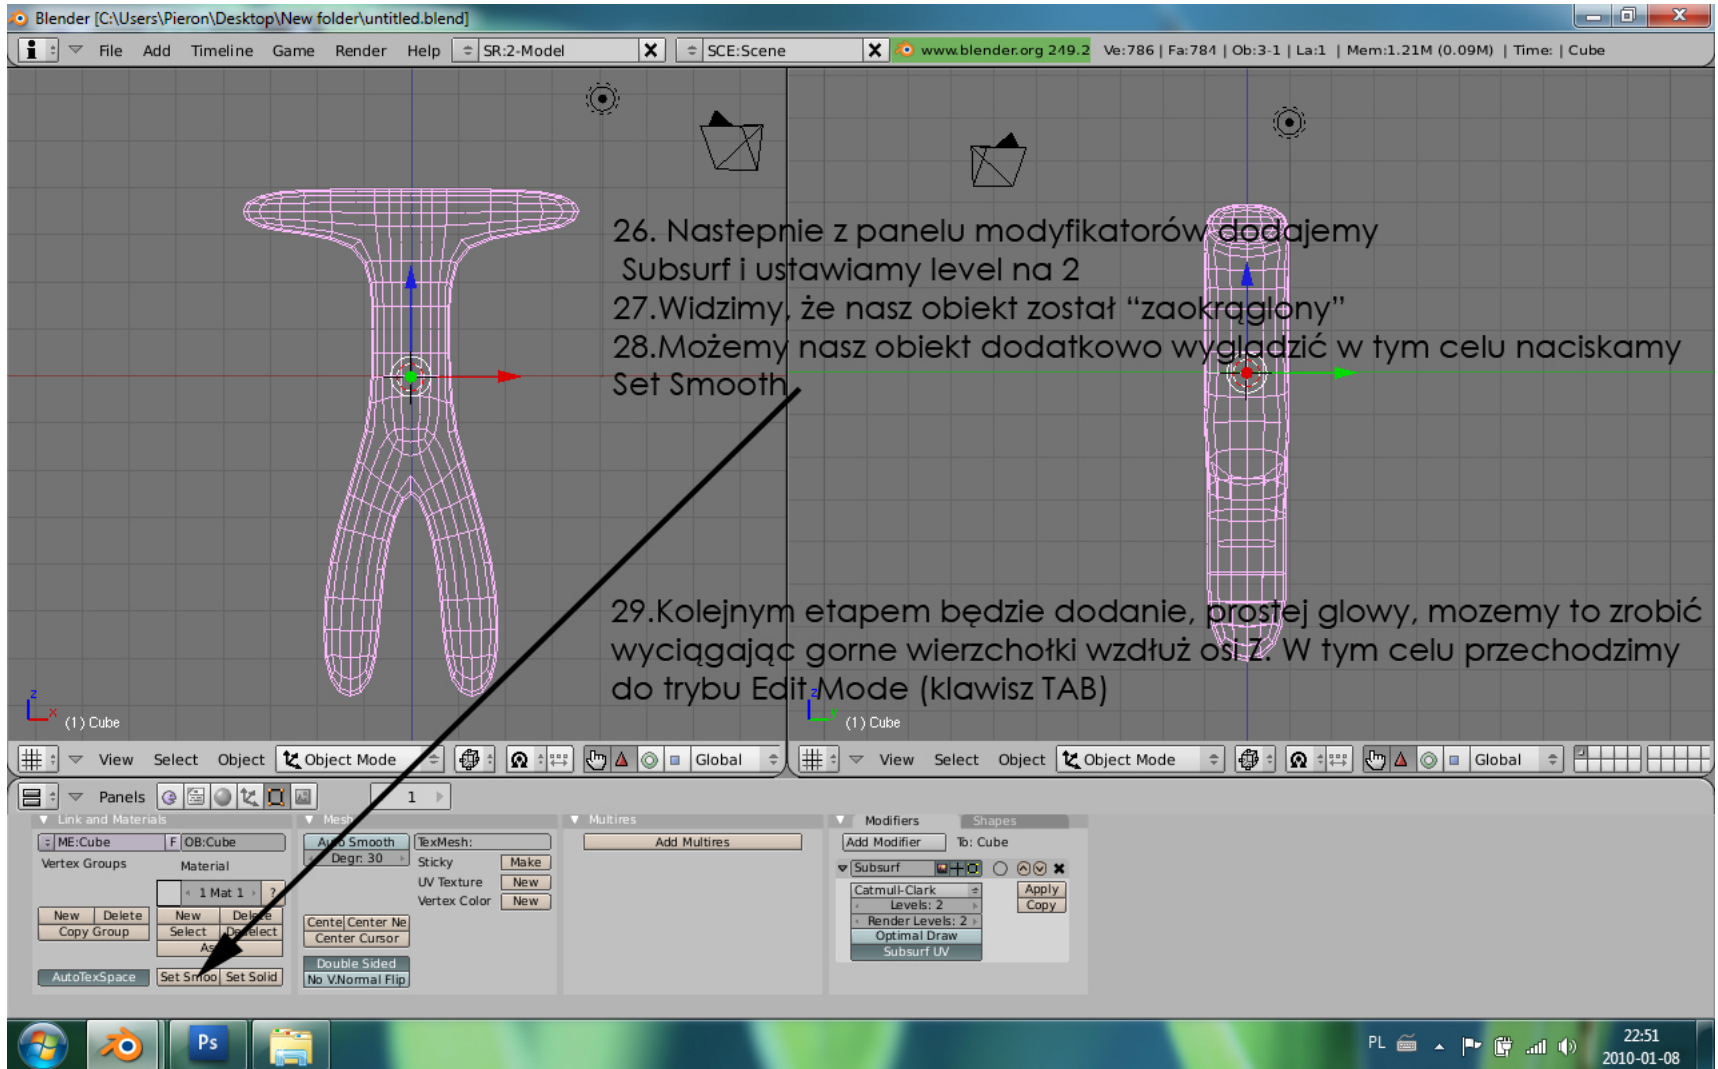 Blender [C:\Users\Pieron\Desktop\New folder\untitled.blend]
File Add Timeline Game Render Help SR:2-Model SCE:Scene www.blender.org 249.2 Ve:786 | Fa:784 | Ob:3-1 | La:1 | Mem:1.21M (0.09M) | Time: | Cube
26. Nastepnie z panelu modyfikatorów dodajemy
Subsurf i ustawiamy level na 2
27.Widzimy, że nasz obiekt został “zaokrąglony”
28.Możemy nasz obiekt dodatkowo wygładzić w tym celu naciskamy
Set Smooth
29.Kolejnym etapem będzie dodanie, prostej glowy, mozemy to zrobić
wyciągając gorne wierzchołki wzdłuż osi Z. W tym celu przechodzimy
do trybu Edit Mode (klawisz TAB)
z x (1) Cube
z y (1) Cube
View Select Object Object Mode Global
View Select Object Object Mode Global
Panels 1
Link and Materials
ME:Cube F OB:Cube
Vertex Groups Material
1 Mat 1 ?
New Delete New Delete
Copy Group Select Deselect
AutoTexSpace Set Smoo Set Solid
Mesh
Auto Smooth TexMesh:
Degr: 30 Sticky Make
UV Texture New
Vertex Color New
Cente Center Ne
Center Cursor
Double Sided
No V.Normal Flip
Multires
Add Multires
Modifiers Shapes
Add Modifier To: Cube
Subsurf
Catmull-Clark Apply
Levels: 2 Copy
Render Levels: 2
Optimal Draw
Subsurf UV
Ps
PL
22:51
2010-01-08